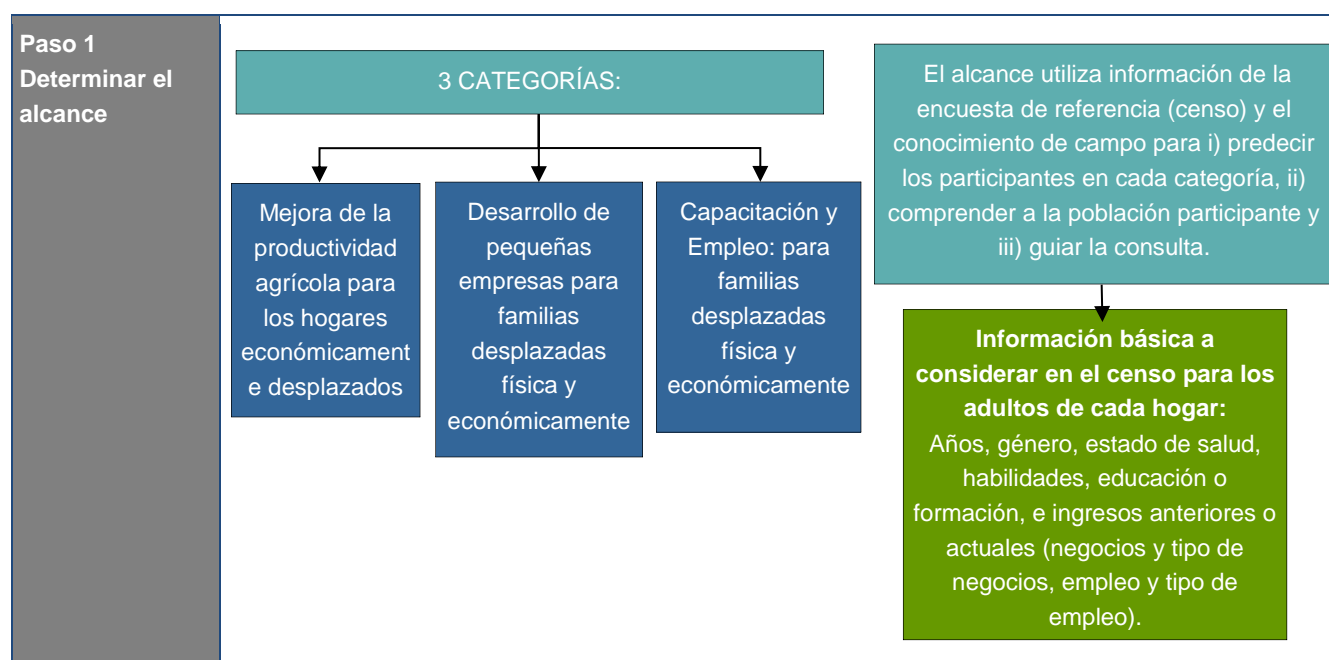 Paso 1
Determinar el
alcance
3 CATEGORÍAS:
Mejora de la
productividad
agrícola para
los hogares
económicament
e desplazados
Desarrollo de
pequeñas
empresas para
familias
desplazadas
física y
económicamente
Capacitación y
Empleo: para
familias
desplazadas
física y
económicamente
El alcance utiliza información de la
encuesta de referencia (censo) y el
conocimiento de campo para i) predecir
los participantes en cada categoría, ii)
comprender a la población participante y
iii) guiar la consulta.
Información básica a
considerar en el censo para los
adultos de cada hogar:
Años, género, estado de salud,
habilidades, educación o
formación, e ingresos anteriores o
actuales (negocios y tipo de
negocios, empleo y tipo de
empleo).